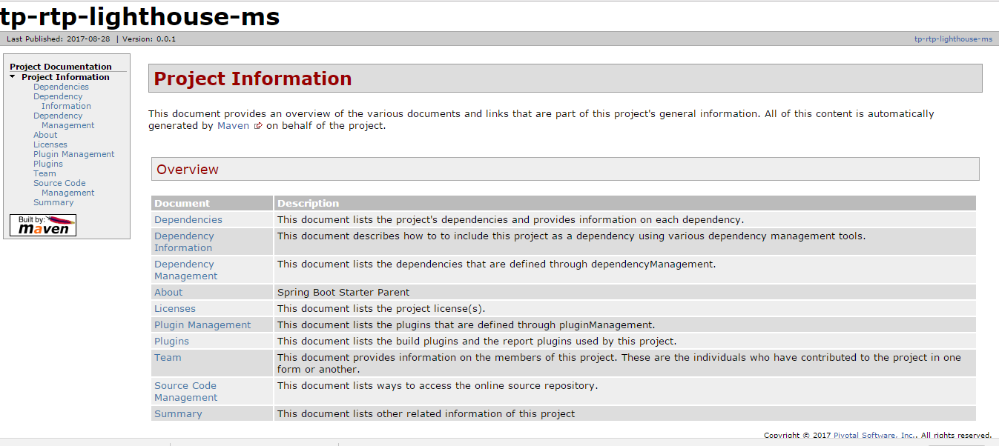 tp-rtp-lighthouse-ms
Last Published: 2017-08-28 | Version: 0.0.1
tp-rtp-lighthouse-ms
Project Documentation
Project Information
Dependencies
Dependency
Information
Dependency
Management
About
Licenses
Plugin Management
Plugins
Team
Source Code
Management
Summary
Built by:
maven
Project Information
This document provides an overview of the various documents and links that are part of this project's general information. All of this content is automatically
generated by Maven on behalf of the project.
Overview
Document Description
Dependencies This document lists the project's dependencies and provides information on each dependency.
Dependency This document describes how to to include this project as a dependency using various dependency management tools.
Information
Dependency This document lists the dependencies that are defined through dependencyManagement.
Management
About Spring Boot Starter Parent
Licenses This document lists the project license(s).
Plugin Management This document lists the plugins that are defined through pluginManagement.
Plugins This document lists the build plugins and the report plugins used by this project.
Team This document provides information on the members of this project. These are the individuals who have contributed to the project in one
form or another.
Source Code This document lists ways to access the online source repository.
Management
Summary This document lists other related information of this project
Copyright © 2017 Pivotal Software, Inc.. All rights reserved.